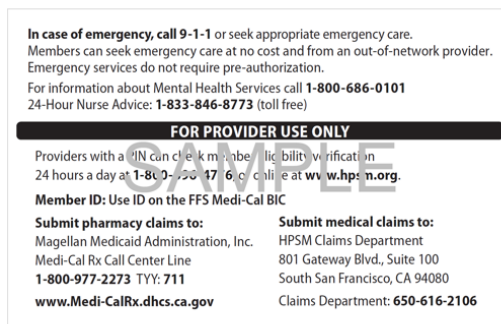 In case of emergency, call 9-1-1 or seek appropriate emergency care.
Members can seek emergency care at no cost and from an out-of-network provider.
Emergency services do not require pre-authorization.
For information about Mental Health Services call 1-800-686-0101
24-Hour Nurse Advice: 1-833-846-8773 (toll free)
FOR PROVIDER USE ONLY
SAMPLE
Providers with a PIN can check member eligibility verification
24 hours a day at or online at www.hpsm.org.
Member ID: Use ID on the FFS Medi-Cal BIC
Submit pharmacy claims to:
Magellan Medicaid Administration, Inc.
Medi-Cal Rx Call Center Line
1-800-977-2273 TYY: 711
www.Medi-CalRx.dhcs.ca.gov
Submit medical claims to:
HPSM Claims Department
801 Gateway Blvd., Suite 100
South San Francisco, CA 94080
Claims Department: 650-616-2106